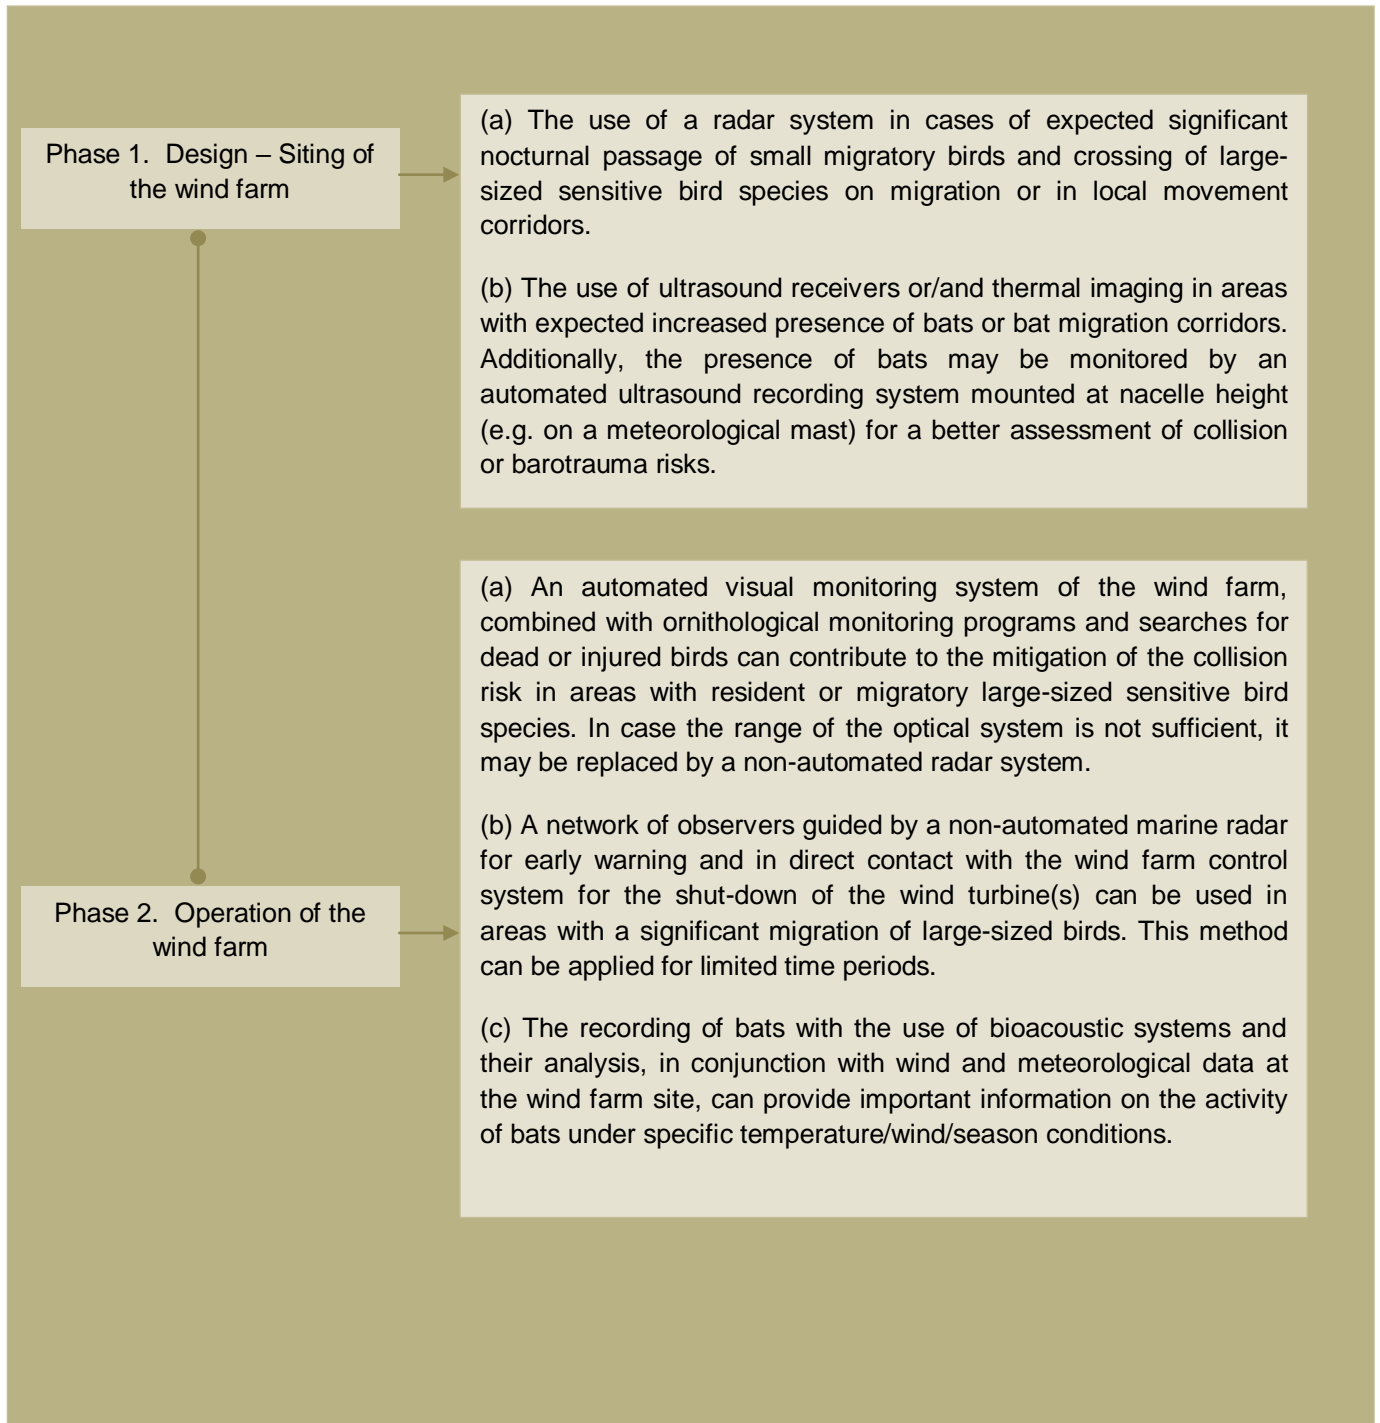 Phase 1. Design – Siting of
the wind farm
(a) The use of a radar system in cases of expected significant
nocturnal passage of small migratory birds and crossing of large-
sized sensitive bird species on migration or in local movement
corridors.
(b) The use of ultrasound receivers or/and thermal imaging in areas
with expected increased presence of bats or bat migration corridors.
Additionally, the presence of bats may be monitored by an
automated ultrasound recording system mounted at nacelle height
(e.g. on a meteorological mast) for a better assessment of collision
or barotrauma risks.
Phase 2. Operation of the
wind farm
(a) An automated visual monitoring system of the wind farm,
combined with ornithological monitoring programs and searches for
dead or injured birds can contribute to the mitigation of the collision
risk in areas with resident or migratory large-sized sensitive bird
species. In case the range of the optical system is not sufficient, it
may be replaced by a non-automated radar system.
(b) A network of observers guided by a non-automated marine radar
for early warning and in direct contact with the wind farm control
system for the shut-down of the wind turbine(s) can be used in
areas with a significant migration of large-sized birds. This method
can be applied for limited time periods.
(c) The recording of bats with the use of bioacoustic systems and
their analysis, in conjunction with wind and meteorological data at
the wind farm site, can provide important information on the activity
of bats under specific temperature/wind/season conditions.